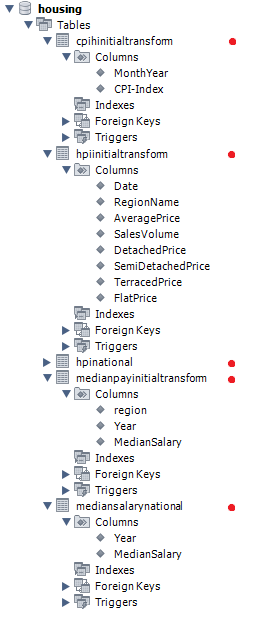 housing
Tables
cpihinitialtransform
Columns
MonthYear
CPI-Index
Indexes
Foreign Keys
Triggers
hpiinitialtransform
Columns
Date
RegionName
AveragePrice
SalesVolume
DetachedPrice
SemiDetachedPrice
TerracedPrice
FlatPrice
Indexes
Foreign Keys
Triggers
hpinational
medianpayinitialtransform
Columns
region
Year
MedianSalary
Indexes
Foreign Keys
Triggers
mediansalarynational
Columns
Year
MedianSalary
Indexes
Foreign Keys
Triggers